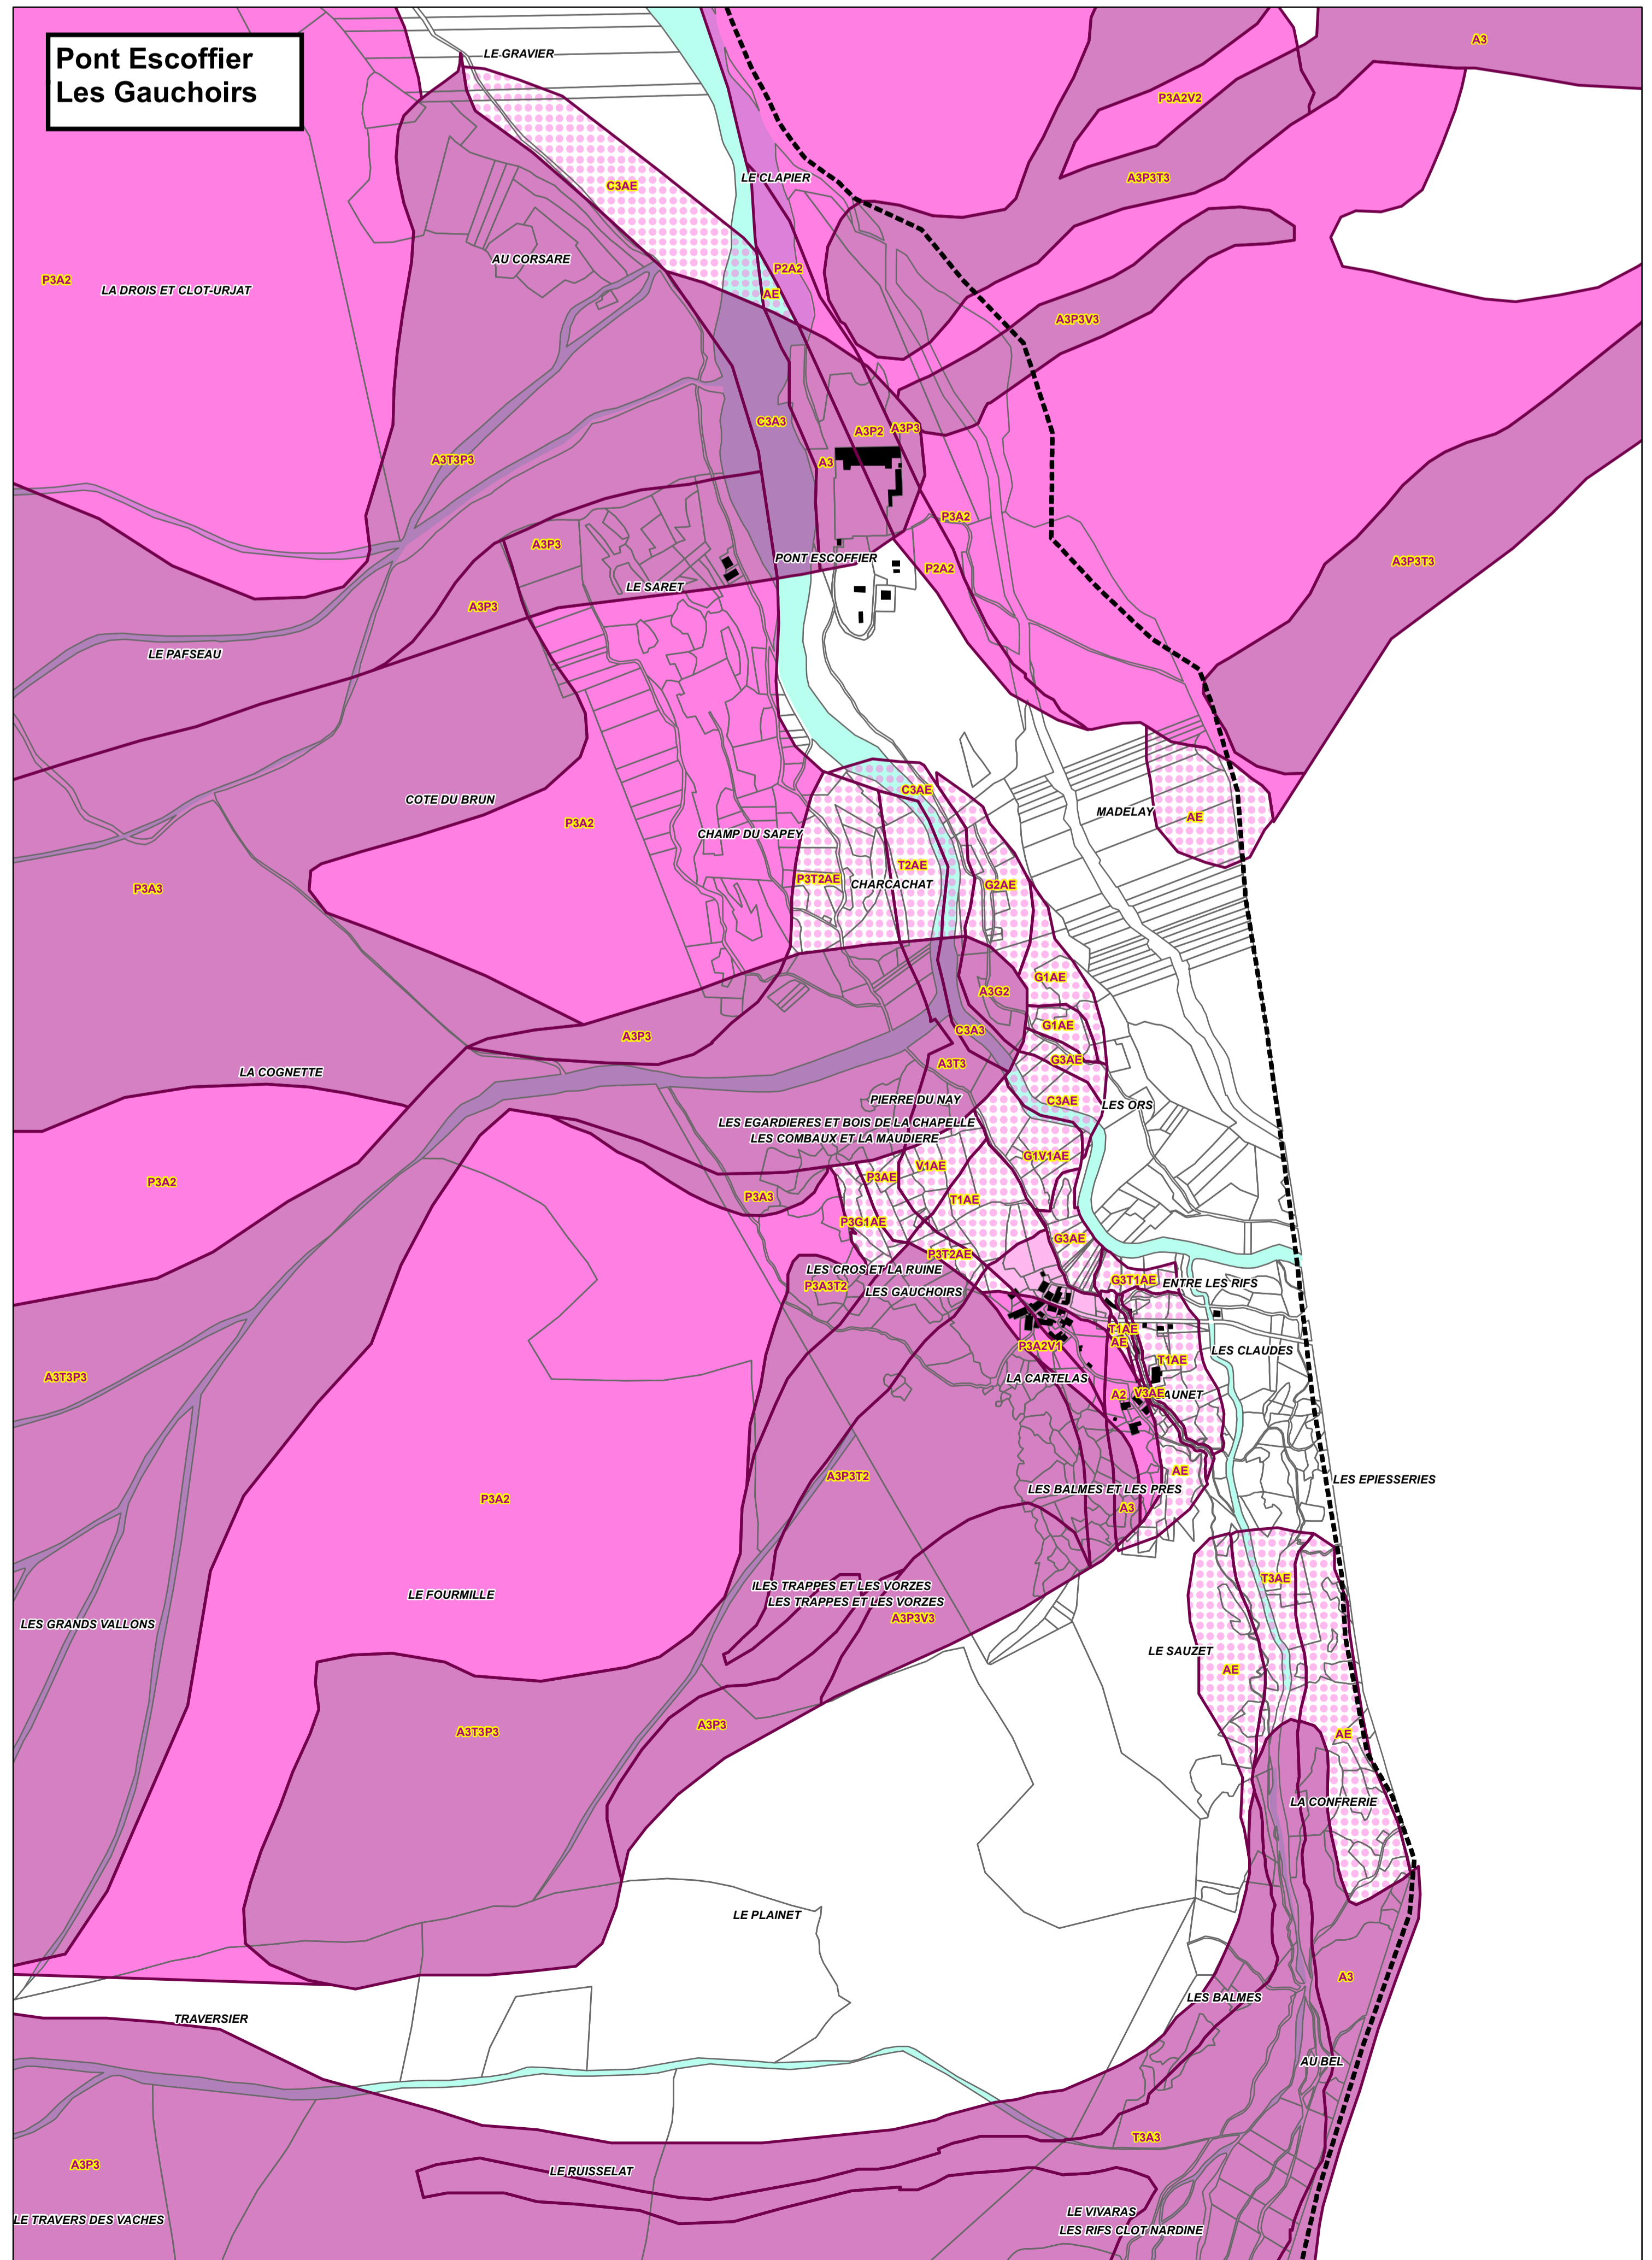 Pont Escoffier
Les Gauchoirs
LE GRAVIER
A3
P3A2V2
LE CLAPIER
A3P3T3
C3AE
AU CORSARE
P2A2
P3A2
LA DROIS ET CLOT-URJAT
AE
A3P3V3
C3A3
A3P2
A3P3
A3T3P3
A3
P3A2
A3P3
PONT ESCOFFIER
A3P3T3
P2A2
LE SARET
A3P3
LE PAFSEAU
C3AE
COTE DU BRUN
MADELAY
AE
P3A2
CHAMP DU SAPEY
T2AE
P3T2AE
CHARCACHAT
G2AE
P3A3
G1AE
A3G2
G1AE
C3A3
A3P3
G3AE
A3T3
LA COGNETTE
PIERRE DU NAY
C3AE
LES ORS
LES EGARDIERES ET BOIS DE LA CHAPELLE
LES COMBAUX ET LA MAUDIERE
G1V1AE
V1AE
P3AE
P3A2
P3A3
T1AE
P3G1AE
G3AE
P3T2AE
LES CROS ET LA RUINE
G3T1AE
ENTRE LES RIFS
P3A3T2
LES GAUCHOIRS
T1AE
AE
P3A2V1
LES CLAUDES
T1AE
A3T3P3
LA CARTELAS
A2
V3AE
AUNET
A3P3T2
AE
LES EPIESSERIES
LES BALMES ET LES PRES
P3A2
A3
T3AE
ILES TRAPPES ET LES VORZES
LE FOURMILLE
LES TRAPPES ET LES VORZES
A3P3V3
LES GRANDS VALLONS
LE SAUZET
AE
A3P3
A3T3P3
AE
LA CONFRERIE
LE PLAINET
A3
LES BALMES
TRAVERSIER
AU BEL
T3A3
A3P3
LE RUISSELAT
LE VIVARAS
LE TRAVERS DES VACHES
LES RIFS CLOT NARDINE